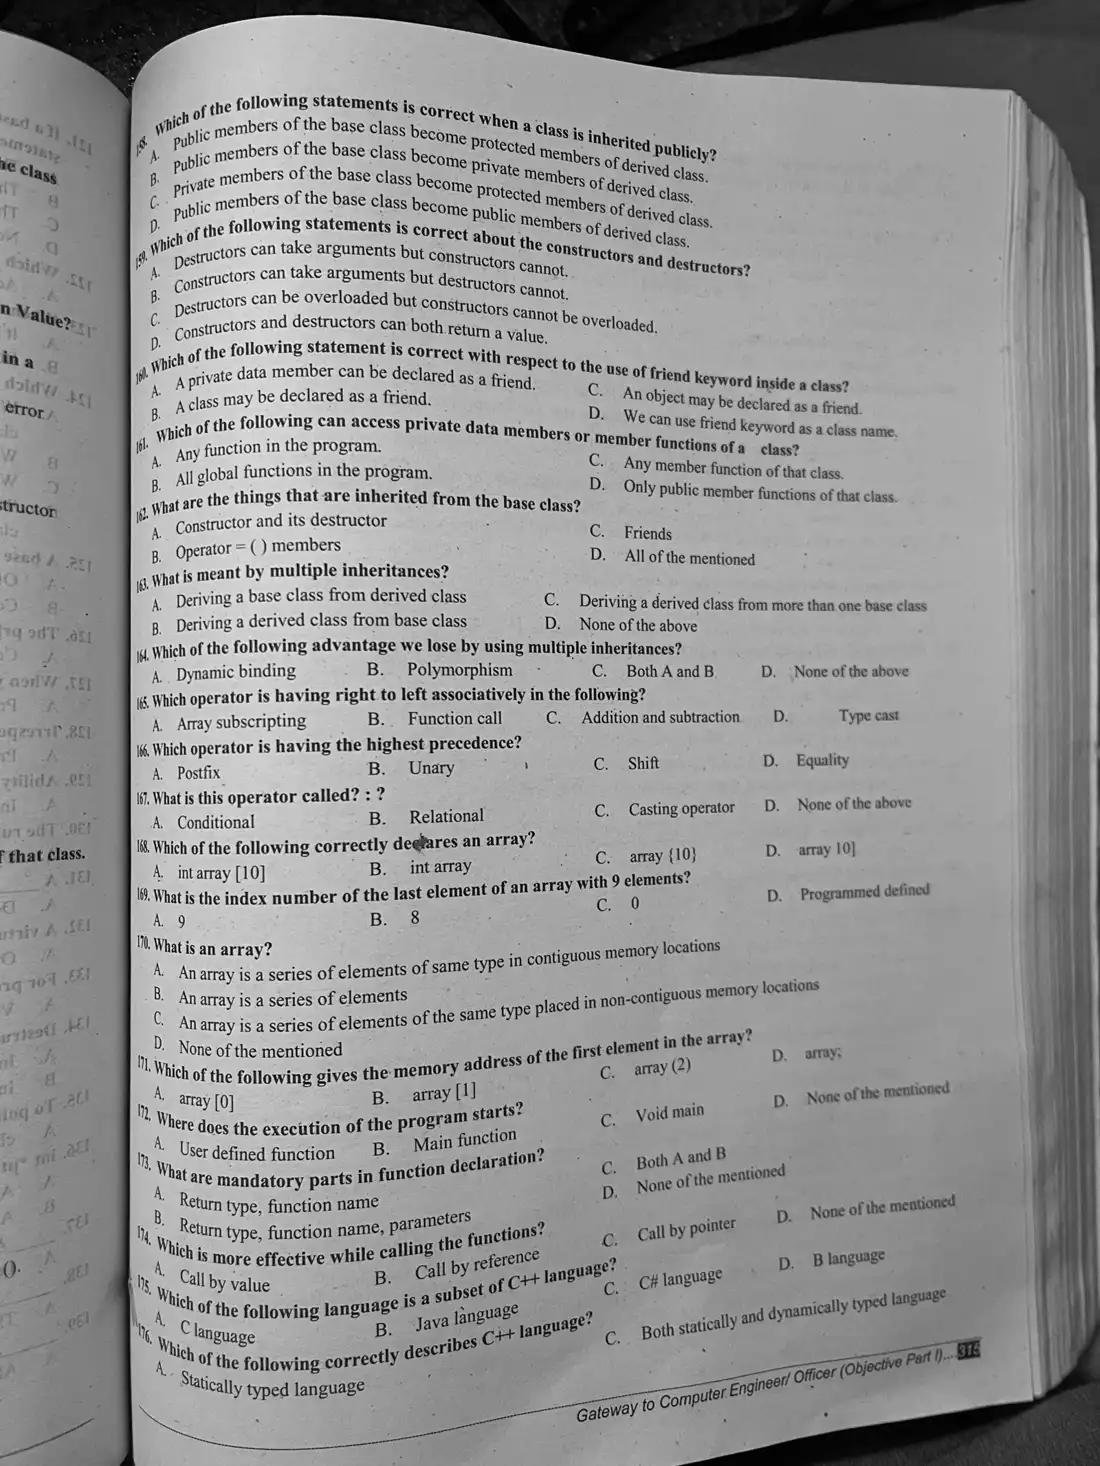 158. Which of the following statements is correct when a class is inherited publicly?
A. Public members of the base class become protected members of derived class.
B. Public members of the base class become private members of derived class.
C. Private members of the base class become protected members of derived class.
D. Public members of the base class become public members of derived class.
159. Which of the following statements is correct about the constructors and destructors?
A. Destructors can take arguments but constructors cannot.
B. Constructors can take arguments but destructors cannot.
C. Destructors can be overloaded but constructors cannot be overloaded.
D. Constructors and destructors can both return a value.
160. Which of the following statement is correct with respect to the use of friend keyword inside a class?
A. A private data member can be declared as a friend. C. An object may be declared as a friend.
B. A class may be declared as a friend. D. We can use friend keyword as a class name.
161. Which of the following can access private data members or member functions of a class?
A. Any function in the program. C. Any member function of that class.
B. All global functions in the program. D. Only public member functions of that class.
162. What are the things that are inherited from the base class?
A. Constructor and its destructor C. Friends
B. Operator = ( ) members D. All of the mentioned
163. What is meant by multiple inheritances?
A. Deriving a base class from derived class C. Deriving a derived class from more than one base class
B. Deriving a derived class from base class D. None of the above
164. Which of the following advantage we lose by using multiple inheritances?
A. Dynamic binding B. Polymorphism C. Both A and B D. None of the above
165. Which operator is having right to left associatively in the following?
A. Array subscripting B. Function call C. Addition and subtraction D. Type cast
166. Which operator is having the highest precedence?
A. Postfix B. Unary C. Shift D. Equality
167. What is this operator called? : ?
A. Conditional B. Relational C. Casting operator D. None of the above
168. Which of the following correctly declares an array?
A. int array [10] B. int array C. array {10} D. array 10]
169. What is the index number of the last element of an array with 9 elements?
A. 9 B. 8 C. 0 D. Programmed defined
170. What is an array?
A. An array is a series of elements of same type in contiguous memory locations
B. An array is a series of elements
C. An array is a series of elements of the same type placed in non-contiguous memory locations
D. None of the mentioned
171. Which of the following gives the memory address of the first element in the array?
A. array [0] B. array [1] C. array (2) D. array;
172. Where does the execution of the program starts?
A. User defined function B. Main function C. Void main D. None of the mentioned
173. What are mandatory parts in function declaration?
A. Return type, function name C. Both A and B
B. Return type, function name, parameters D. None of the mentioned
174. Which is more effective while calling the functions?
A. Call by value B. Call by reference C. Call by pointer D. None of the mentioned
175. Which of the following language is a subset of C++ language?
A. C language B. Java language C. C# language D. B language
176. Which of the following correctly describes C++ language?
A. Statically typed language C. Both statically and dynamically typed language
Gateway to Computer Engineer/ Officer (Objective Part I)... 315
he class
n Value?
in a
error
structor
f that class.